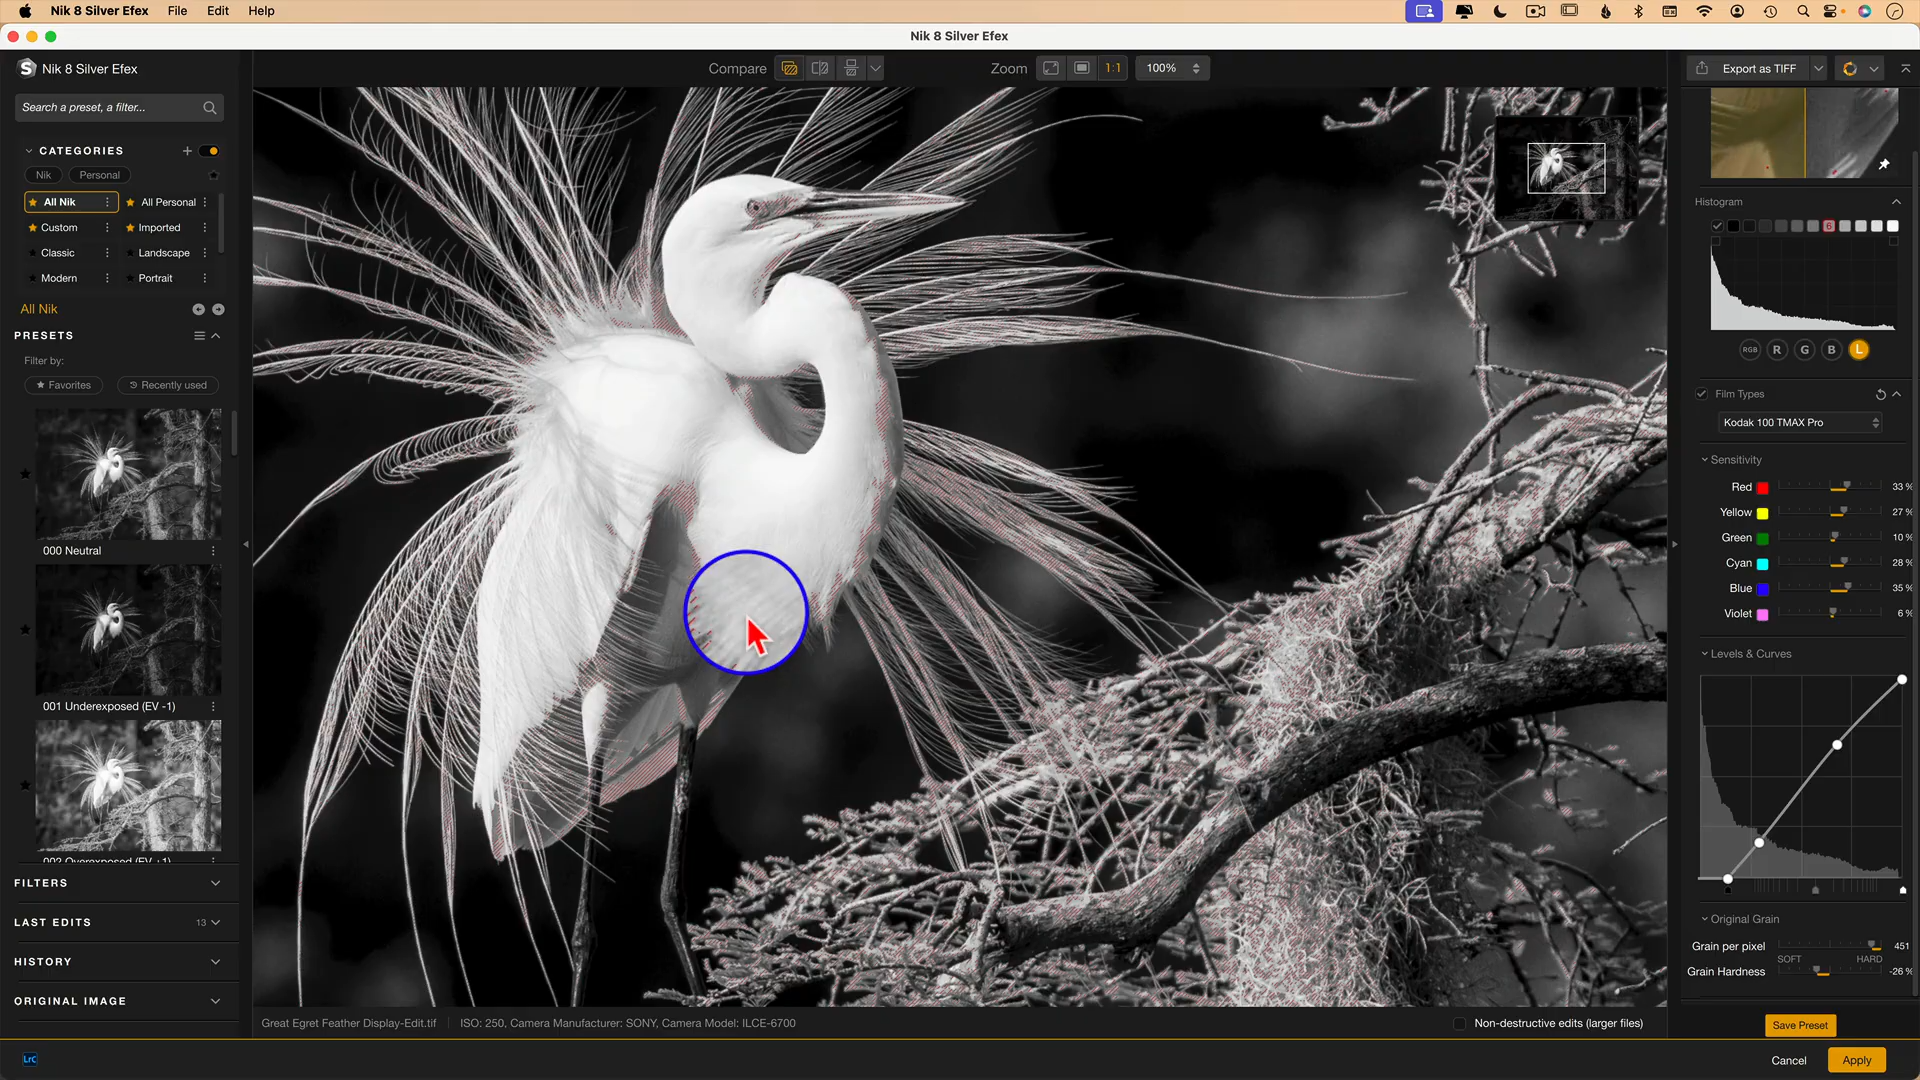 Nik 8 Silver Efex File Edit Help
Nik 8 Silver Efex
Nik 8 Silver Efex
Compare
Zoom
1:1
100%
Export as TIFF
Search a preset, a filter...
CATEGORIES
Nik
Personal
All Nik
All Personal
Custom
Imported
Classic
Landscape
Modern
Portrait
All Nik
PRESETS
Filter by:
Favorites
Recently used
000 Neutral
001 Underexposed (EV -1)
002 Overexposed (EV +1)
FILTERS
LAST EDITS 13
HISTORY
ORIGINAL IMAGE
Great Egret Feather Display-Edit.tif
ISO: 250, Camera Manufacturer: SONY, Camera Model: ILCE-6700
Non-destructive edits (larger files)
Histogram
6
RGB R G B L
Film Types
Kodak 100 TMAX Pro
Sensitivity
Red 33 %
Yellow 27 %
Green 10 %
Cyan 28 %
Blue 35 %
Violet 6 %
Levels & Curves
Original Grain
Grain per pixel 451
SOFT HARD
Grain Hardness -26 %
Save Preset
LrC
Cancel
Apply